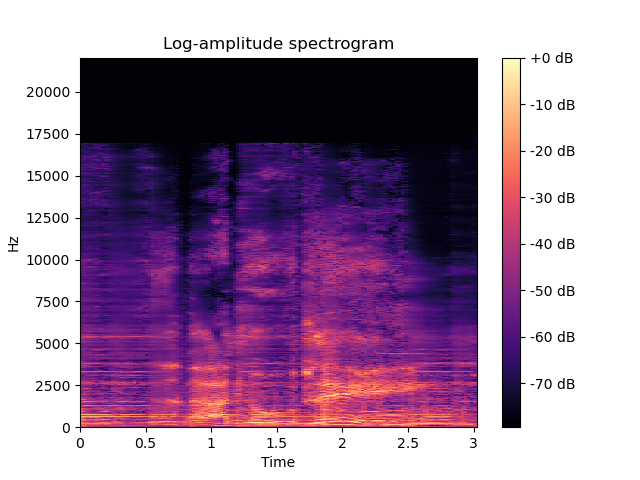 Log-amplitude spectrogram
Hz
20000
17500
15000
12500
10000
7500
5000
2500
0
0 0.5 1 1.5 2 2.5 3
Time
+0 dB
-10 dB
-20 dB
-30 dB
-40 dB
-50 dB
-60 dB
-70 dB